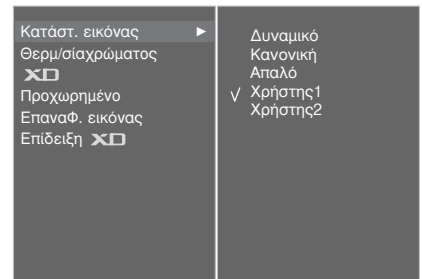 Κατάστ. εικόνας ►
Θερμ/σίαχρώματος
XD
Προχωρημένο
ΕπαναΦ. εικόνας
Επίδειξη XD
Δυναμικό
Κανονική
Απαλό
√ Χρήστης1
Χρήστης2